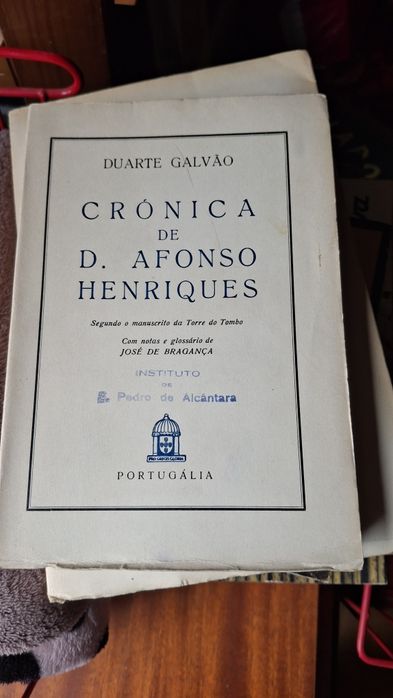 DUARTE GALVÃO
CRÓNICA
DE
D. AFONSO
HENRIQUES
Segundo o manuscrito da Torre do Tombo
Com notas e glossário de
JOSÉ DE BRAGANÇA
INSTITUTO
DE
S. Pedro de Alcântara
PORTUGÁLIA